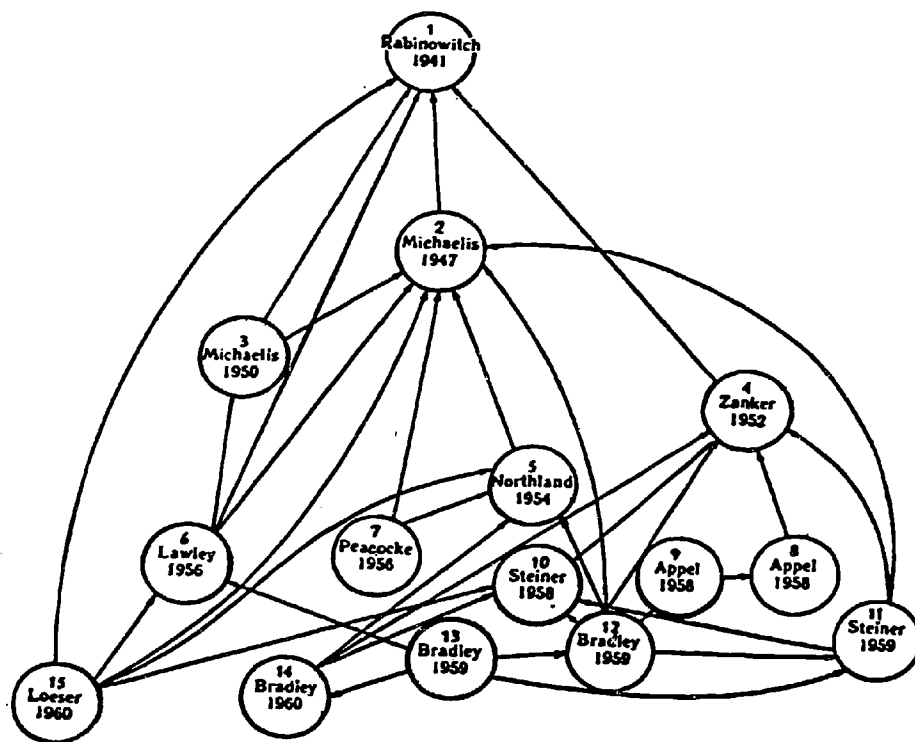 1
Rabinowitch
1941
2
Michaelis
1947
3
Michaelis
1950
4
Zanker
1952
5
Northland
1954
6
Lawley
1956
7
Peacocke
1956
8
Appel
1958
9
Appel
1958
10
Steiner
1958
11
Steiner
1959
12
Bradley
1959
13
Bradley
1959
14
Bradley
1960
15
Loeser
1960